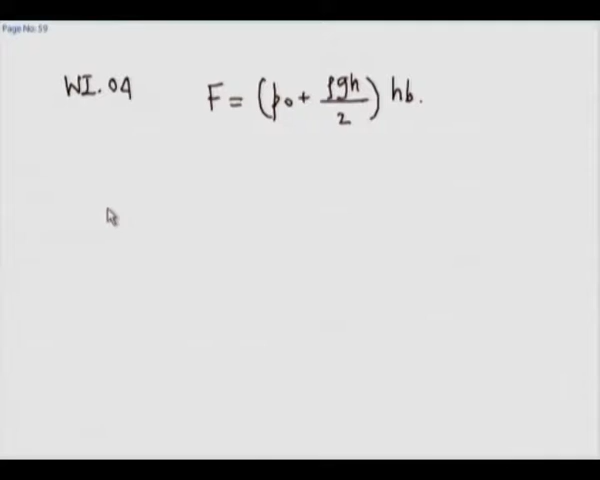 Page No: 59
WI. 04 F = (p₀ + ρgh/2) hb.